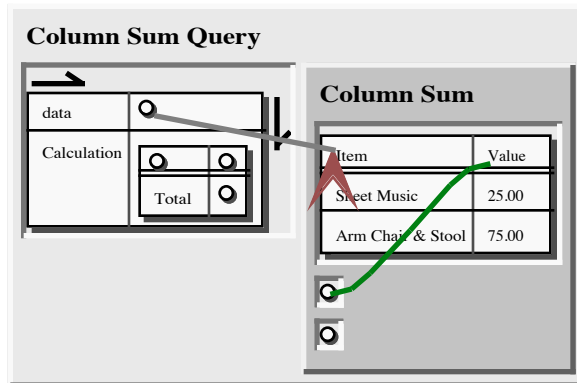 Column Sum Query
data
Calculation
Total
Column Sum
Item Value
Sheet Music 25.00
Arm Chair & Stool 75.00